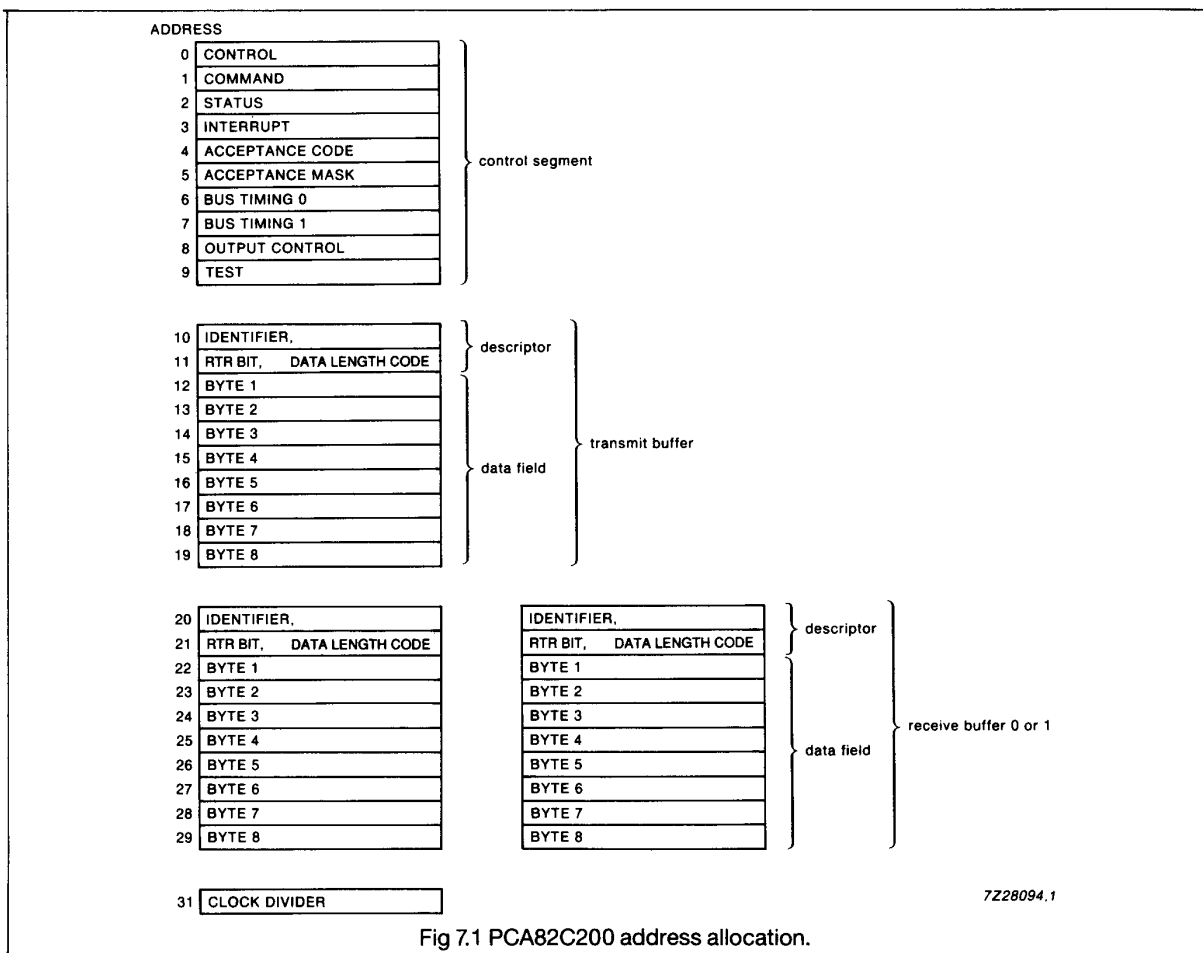 ADDRESS
0 CONTROL
1 COMMAND
2 STATUS
3 INTERRUPT
4 ACCEPTANCE CODE
5 ACCEPTANCE MASK
6 BUS TIMING 0
7 BUS TIMING 1
8 OUTPUT CONTROL
9 TEST
control segment
10 IDENTIFIER,
11 RTR BIT, DATA LENGTH CODE
12 BYTE 1
13 BYTE 2
14 BYTE 3
15 BYTE 4
16 BYTE 5
17 BYTE 6
18 BYTE 7
19 BYTE 8
descriptor
data field
transmit buffer
20 IDENTIFIER,
21 RTR BIT, DATA LENGTH CODE
22 BYTE 1
23 BYTE 2
24 BYTE 3
25 BYTE 4
26 BYTE 5
27 BYTE 6
28 BYTE 7
29 BYTE 8
IDENTIFIER,
RTR BIT, DATA LENGTH CODE
BYTE 1
BYTE 2
BYTE 3
BYTE 4
BYTE 5
BYTE 6
BYTE 7
BYTE 8
descriptor
data field
receive buffer 0 or 1
31 CLOCK DIVIDER
7Z28094.1
Fig 7.1 PCA82C200 address allocation.